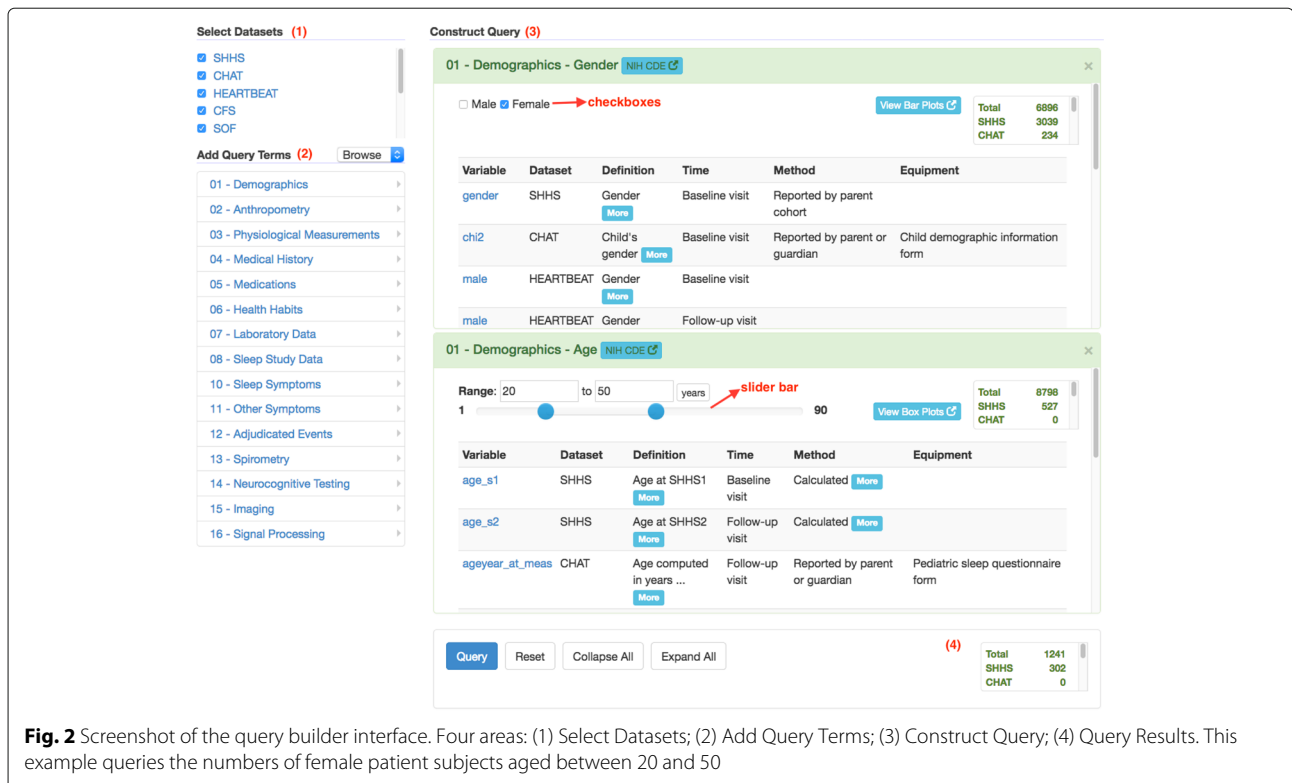 Select Datasets (1)
SHHS
CHAT
HEARTBEAT
CFS
SOF
Add Query Terms (2) Browse
01 - Demographics
02 - Anthropometry
03 - Physiological Measurements
04 - Medical History
05 - Medications
06 - Health Habits
07 - Laboratory Data
08 - Sleep Study Data
10 - Sleep Symptoms
11 - Other Symptoms
12 - Adjudicated Events
13 - Spirometry
14 - Neurocognitive Testing
15 - Imaging
16 - Signal Processing
Construct Query (3)
01 - Demographics - Gender NIH CDE ×
Male Female checkboxes View Bar Plots
Total 6896
SHHS 3039
CHAT 234
Variable Dataset Definition Time Method Equipment
gender SHHS Gender Baseline visit Reported by parent
More cohort
chi2 CHAT Child's Baseline visit Reported by parent or Child demographic information
gender More guardian form
male HEARTBEAT Gender Baseline visit
More
male HEARTBEAT Gender Follow-up visit
01 - Demographics - Age NIH CDE ×
Range: 20 to 50 years slider bar
1 90 View Box Plots
Total 8798
SHHS 527
CHAT 0
Variable Dataset Definition Time Method Equipment
age_s1 SHHS Age at SHHS1 Baseline Calculated More
More visit
age_s2 SHHS Age at SHHS2 Follow-up Calculated More
More visit
ageyear_at_meas CHAT Age computed Follow-up Reported by parent Pediatric sleep questionnaire
in years ... visit or guardian form
More
Query Reset Collapse All Expand All (4)
Total 1241
SHHS 302
CHAT 0
Fig. 2 Screenshot of the query builder interface. Four areas: (1) Select Datasets; (2) Add Query Terms; (3) Construct Query; (4) Query Results. This
example queries the numbers of female patient subjects aged between 20 and 50